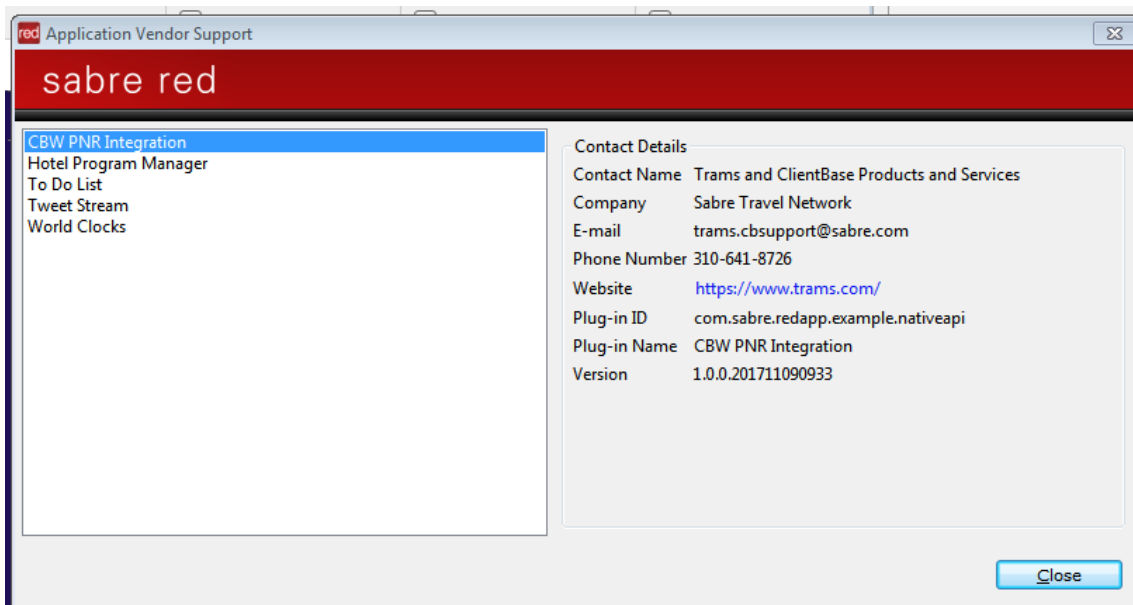 red Application Vendor Support
sabre red
CBW PNR Integration
Hotel Program Manager
To Do List
Tweet Stream
World Clocks
Contact Details
Contact Name Trams and ClientBase Products and Services
Company Sabre Travel Network
E-mail trams.cbsupport@sabre.com
Phone Number 310-641-8726
Website https://www.trams.com/
Plug-in ID com.sabre.redapp.example.nativeapi
Plug-in Name CBW PNR Integration
Version 1.0.0.201711090933
Close